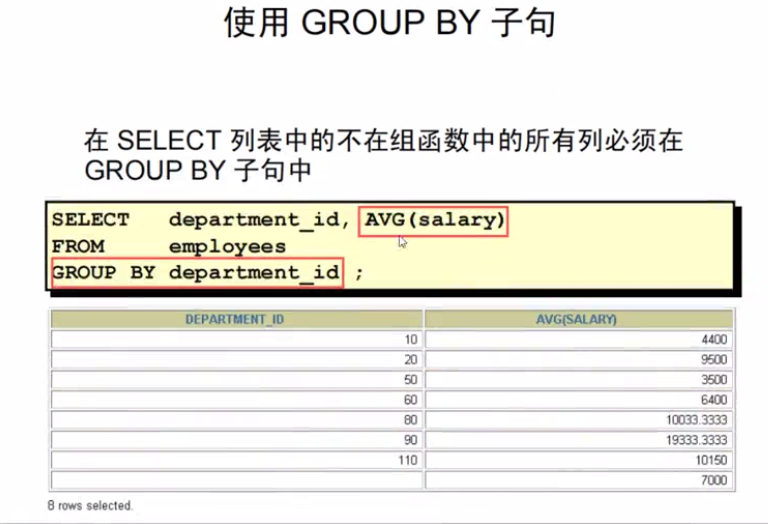 使用 GROUP BY 子句
在 SELECT 列表中的不在组函数中的所有列必须在
GROUP BY 子句中
SELECT department_id, AVG(salary)
FROM employees
GROUP BY department_id ;
DEPARTMENT_ID AVG(SALARY)
10 4400
20 9500
50 3500
60 6400
80 10033.3333
90 19333.3333
110 10150
7000
8 rows selected.